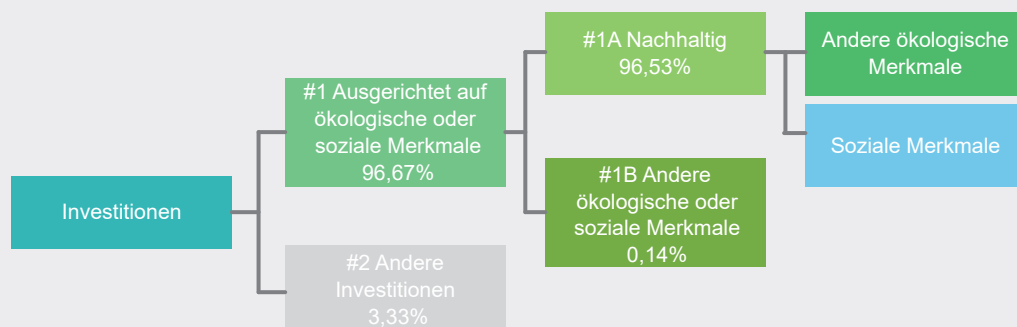 Investitionen
#1 Ausgerichtet auf
ökologische oder
soziale Merkmale
96,67%
#2 Andere
Investitionen
3,33%
#1A Nachhaltig
96,53%
#1B Andere
ökologische oder
soziale Merkmale
0,14%
Andere ökologische
Merkmale
Soziale Merkmale